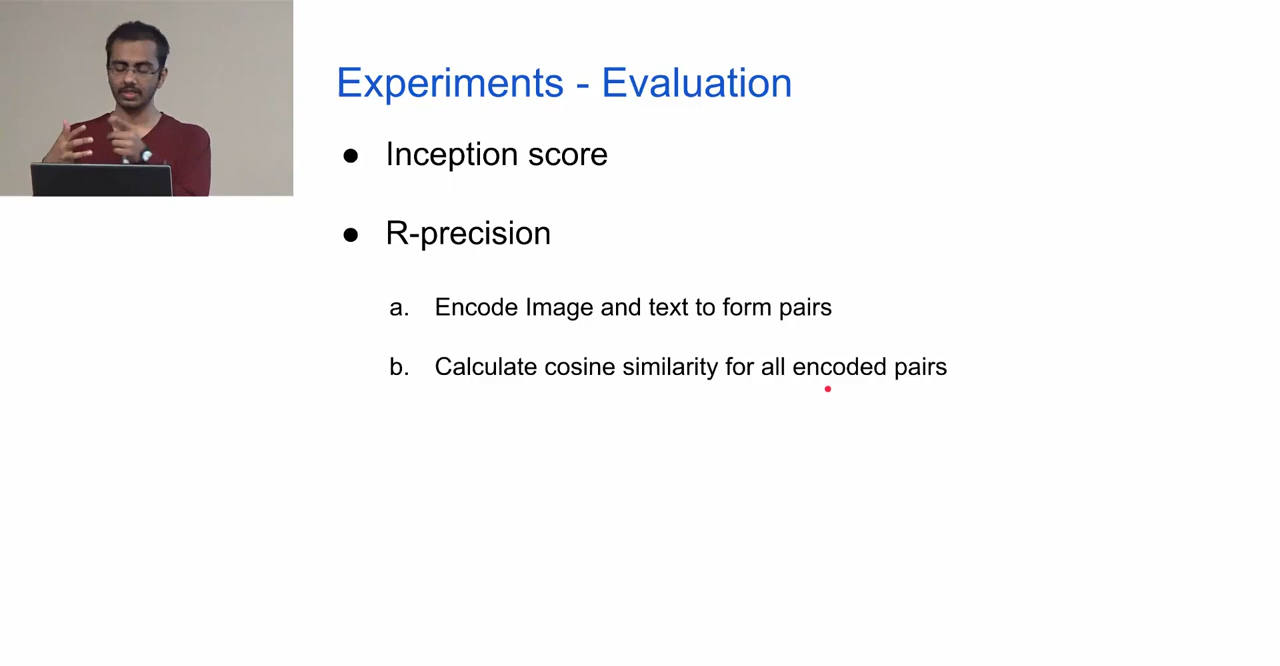 Experiments - Evaluation
● Inception score
● R-precision
a. Encode Image and text to form pairs
b. Calculate cosine similarity for all encoded pairs